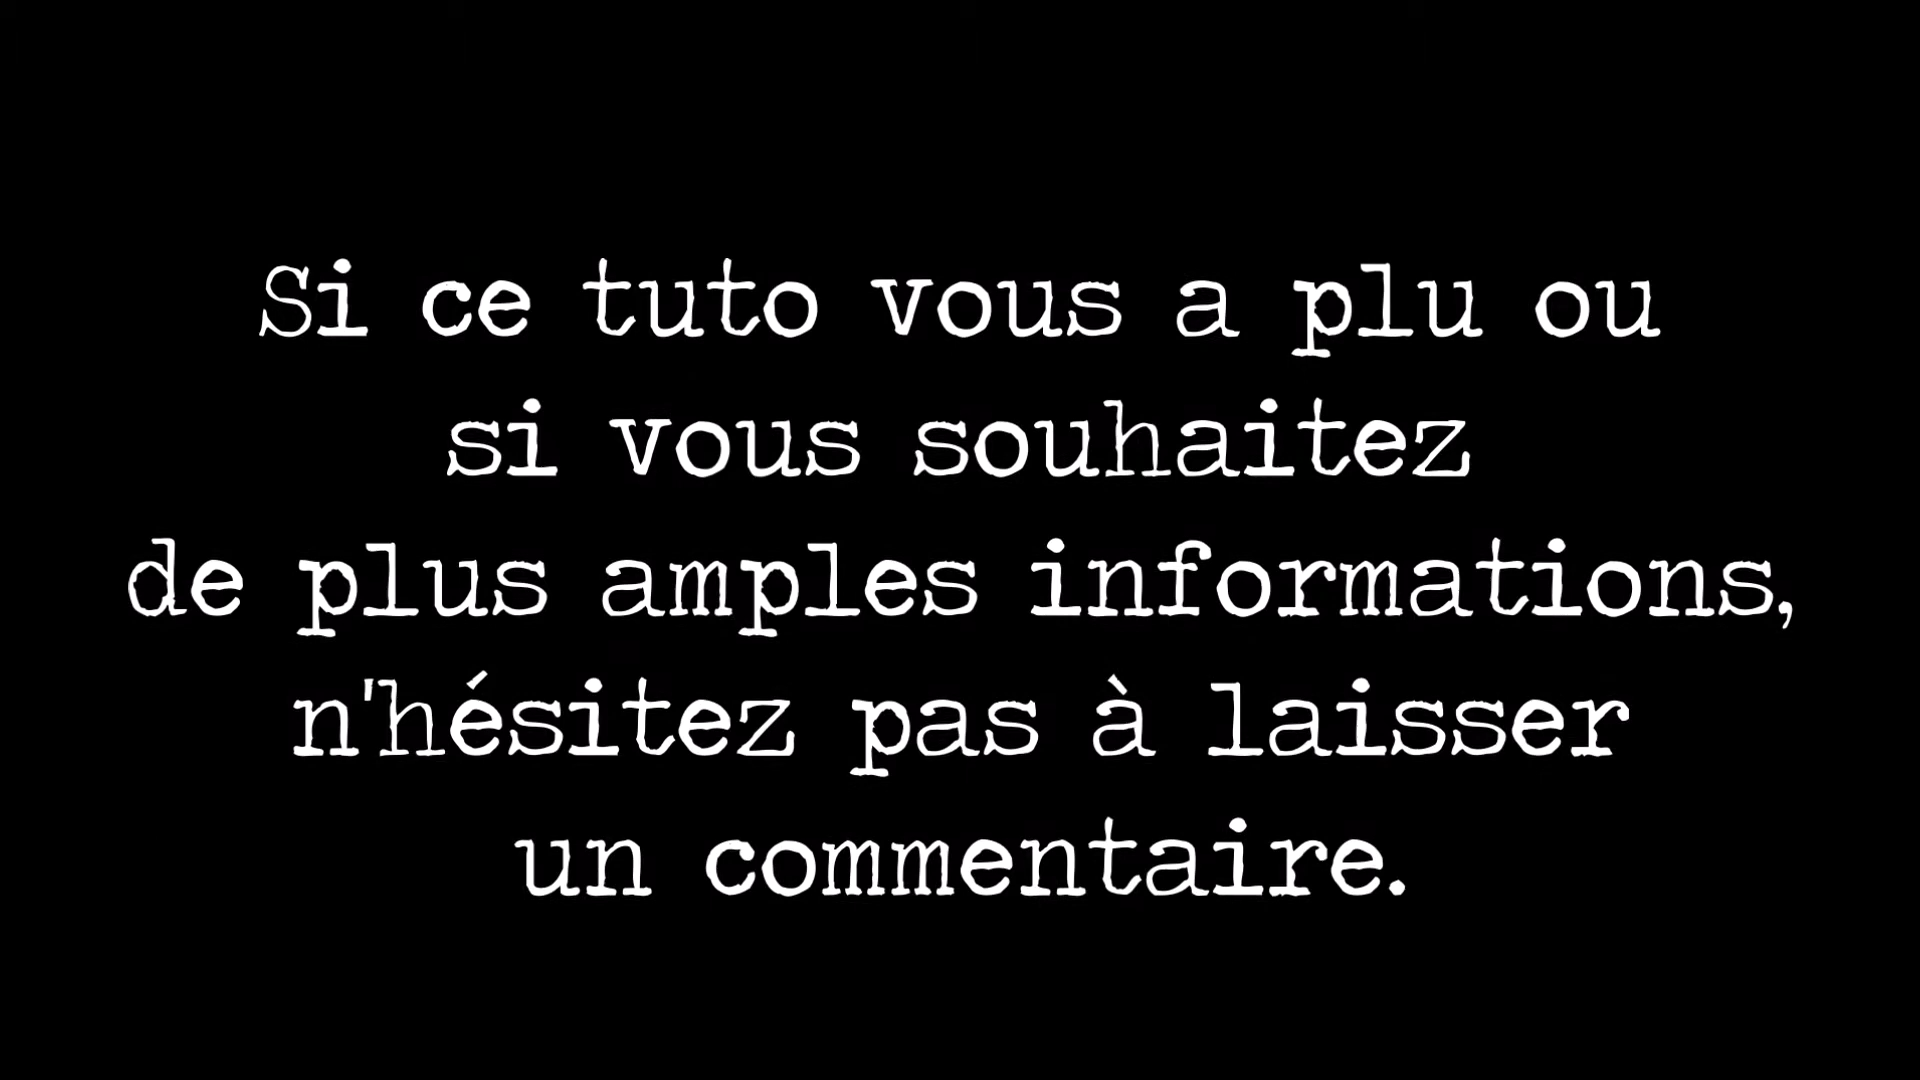 Si ce tuto vous a plu ou
si vous souhaitez
de plus amples informations,
n'hésitez pas à laisser
un commentaire.